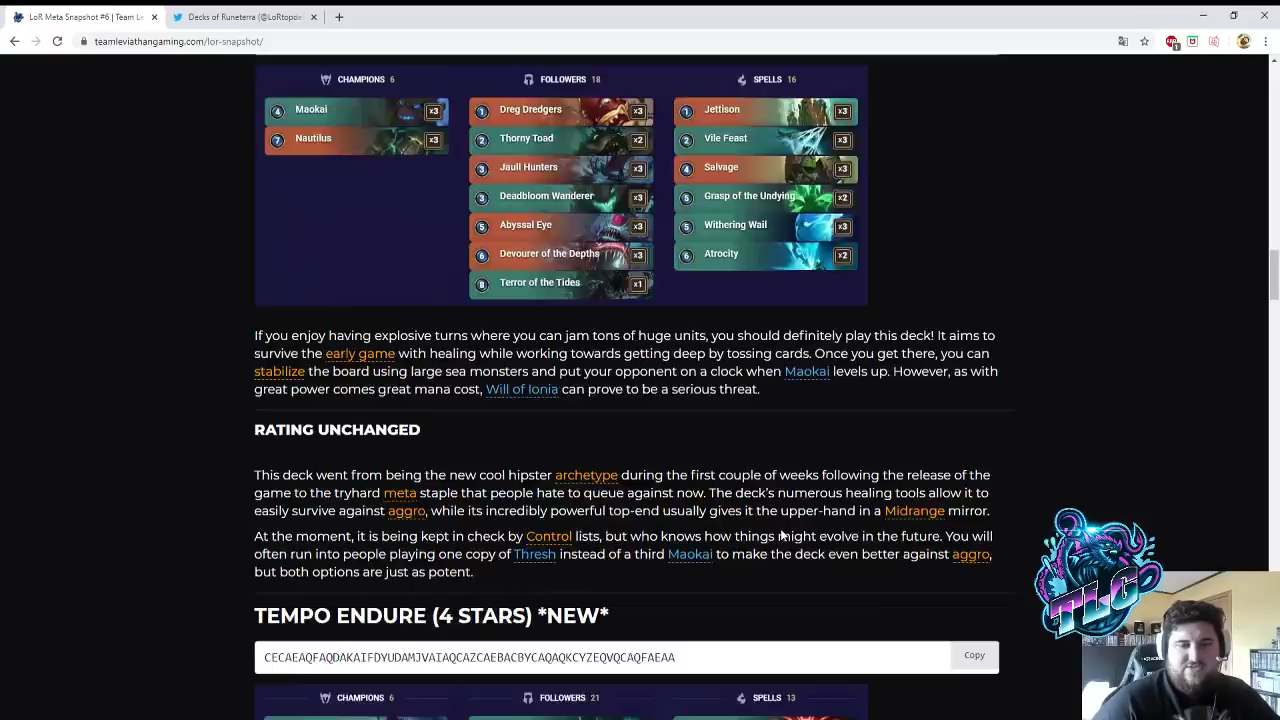 LoR Meta Snapshot #6 | Team Le
Decks of Runeterra (@LoRtopde
teamleviathangaming.com/lor-snapshot/
CHAMPIONS 6
FOLLOWERS 18
SPELLS 16
4 Maokai x3
7 Nautilus x3
1 Dreg Dredgers x3
2 Thorny Toad x2
3 Jaull Hunters x3
3 Deadbloom Wanderer x3
5 Abyssal Eye x3
6 Devourer of the Depths x3
8 Terror of the Tides x1
1 Jettison x3
2 Vile Feast x3
4 Salvage x3
5 Grasp of the Undying x2
5 Withering Wail x3
6 Atrocity x2
If you enjoy having explosive turns where you can jam tons of huge units, you should definitely play this deck! It aims to
survive the early game with healing while working towards getting deep by tossing cards. Once you get there, you can
stabilize the board using large sea monsters and put your opponent on a clock when Maokai levels up. However, as with
great power comes great mana cost, Will of Ionia can prove to be a serious threat.
RATING UNCHANGED
This deck went from being the new cool hipster archetype during the first couple of weeks following the release of the
game to the tryhard meta staple that people hate to queue against now. The deck's numerous healing tools allow it to
easily survive against aggro, while its incredibly powerful top-end usually gives it the upper-hand in a Midrange mirror.
At the moment, it is being kept in check by Control lists, but who knows how things might evolve in the future. You will
often run into people playing one copy of Thresh instead of a third Maokai to make the deck even better against aggro,
but both options are just as potent.
TEMPO ENDURE (4 STARS) *NEW*
CECAEAQFAQDAKAIFDYUDAMJVAIAQCAZCAEBACBYCAQAQKCYZEQVQCAQFAEAA
Copy
CHAMPIONS 6
FOLLOWERS 21
SPELLS 13
TLG